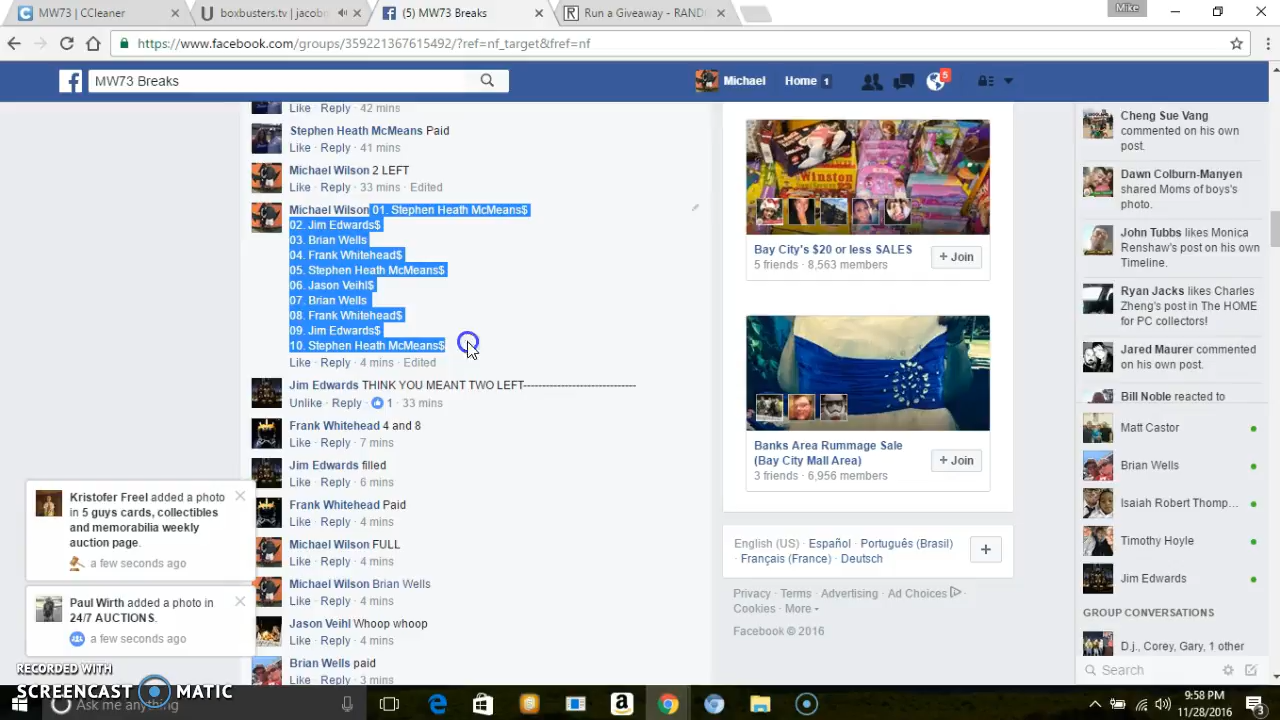 MW73 | CCleaner
boxbusters.tv | jacobo
(5) MW73 Breaks
Run a Giveaway - RAND
Mike
https://www.facebook.com/groups/359221367615492/?ref=nf_target&fref=nf
MW73 Breaks
Michael
Home 1
5
Like · Reply · 42 mins
Stephen Heath McMeans Paid
Like · Reply · 41 mins
Michael Wilson 2 LEFT
Like · Reply · 33 mins · Edited
Michael Wilson 01. Stephen Heath McMeans$
02. Jim Edwards$
03. Brian Wells
04. Frank Whitehead$
05. Stephen Heath McMeans$
06. Jason Veihl$
07. Brian Wells
08. Frank Whitehead$
09. Jim Edwards$
10. Stephen Heath McMeans$
Like · Reply · 4 mins · Edited
Jim Edwards THINK YOU MEANT TWO LEFT------------------------------
Unlike · Reply · 1 · 33 mins
Frank Whitehead 4 and 8
Like · Reply · 7 mins
Jim Edwards filled
Like · Reply · 6 mins
Frank Whitehead Paid
Like · Reply · 4 mins
Michael Wilson FULL
Like · Reply · 4 mins
Michael Wilson Brian Wells
Like · Reply · 4 mins
Jason Veihl Whoop whoop
Like · Reply · 4 mins
Brian Wells paid
Like · Reply · 3 mins
Kristofer Freel added a photo
in 5 guys cards, collectibles
and memorabilia weekly
auction page.
a few seconds ago
Paul Wirth added a photo in
24/7 AUCTIONS.
a few seconds ago
Winston
Bay City's $20 or less SALES
5 friends · 8,563 members
+ Join
Banks Area Rummage Sale
(Bay City Mall Area)
3 friends · 6,956 members
+ Join
English (US) · Español · Português (Brasil)
· Français (France) · Deutsch
Privacy · Terms · Advertising · Ad Choices ·
Cookies · More
Facebook © 2016
Cheng Sue Vang
commented on his own
post.
Dawn Colburn-Manyen
shared Moms of boys's
photo.
John Tubbs likes Monica
Renshaw's post on his own
Timeline.
Ryan Jacks likes Charles
Zheng's post in The HOME
for PC collectors!
Jared Maurer commented
on his own post.
Bill Noble reacted to
Matt Castor
Brian Wells
Isaiah Robert Thomp...
Timothy Hoyle
Jim Edwards
GROUP CONVERSATIONS
D.j., Corey, Gary, 1 other
Search
RECORDED WITH
SCREENCAST MATIC
Ask me anything
9:58 PM
11/28/2016
3